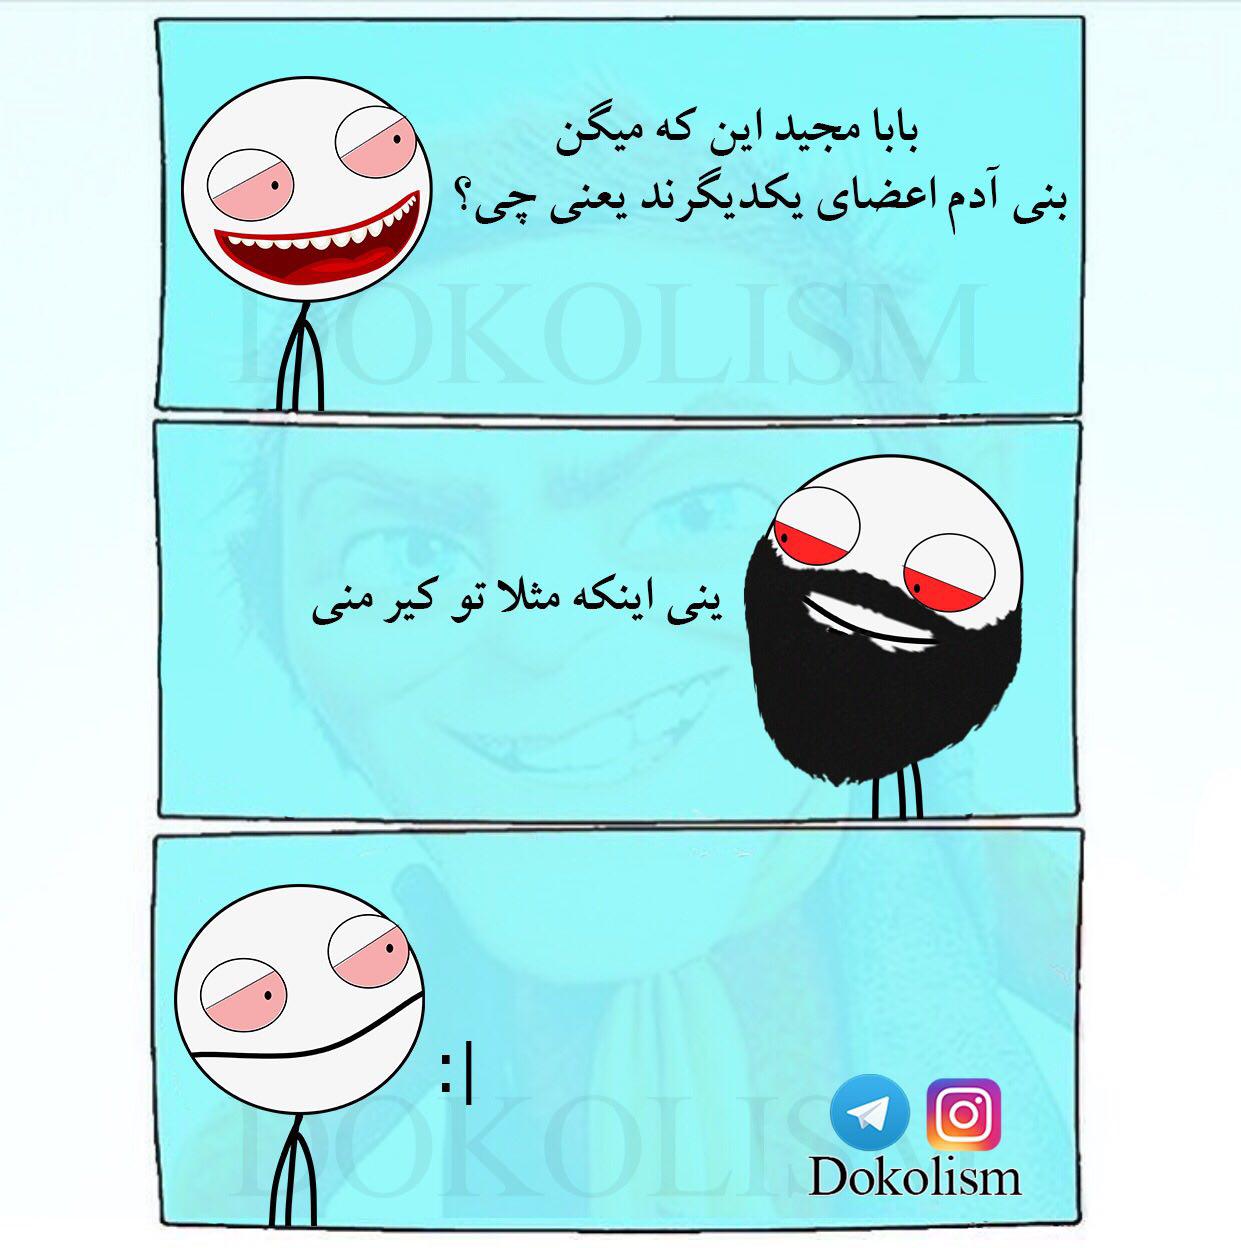 بابا مجید این که میگن
بنی آدم اعضای یکدیگرند یعنی چی؟
DOKOLISM
ینی اینکه مثلا تو کیر منی
:|
DOKOLISM
Dokolism